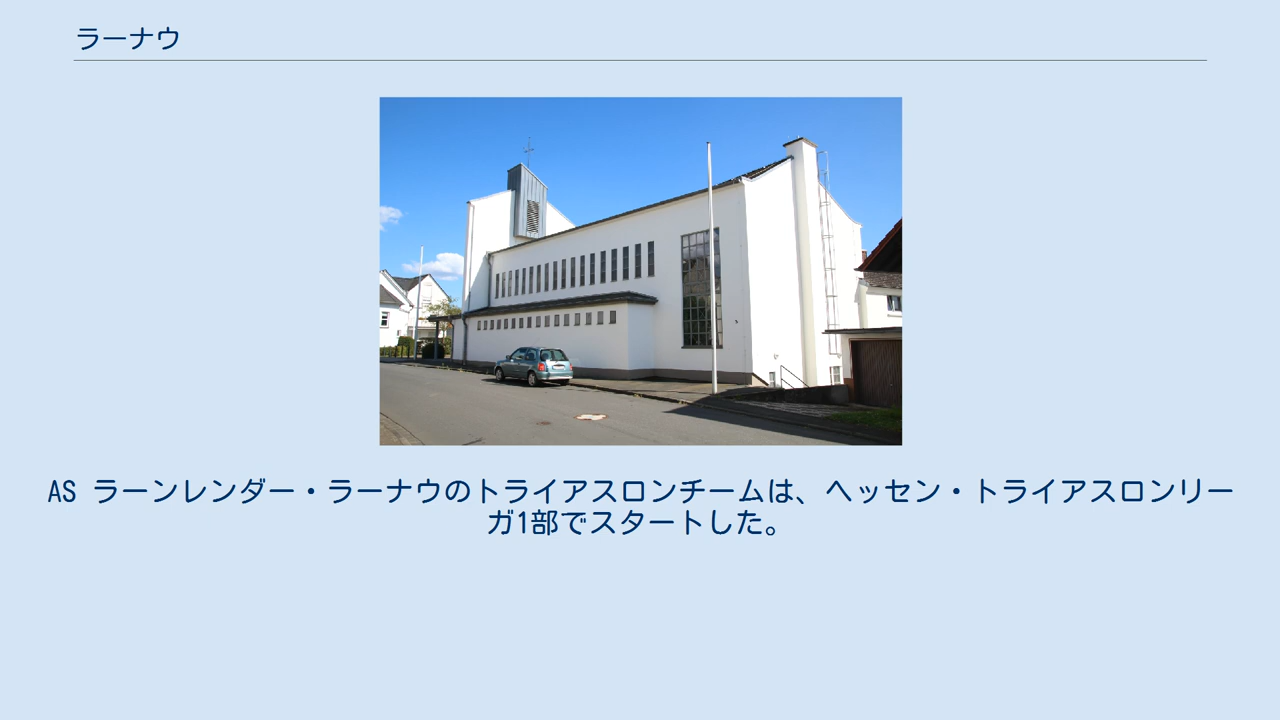 ラーナウ
AS ラーンレンダー・ラーナウのトライアスロンチームは、ヘッセン・トライアスロンリー
ガ1部でスタートした。